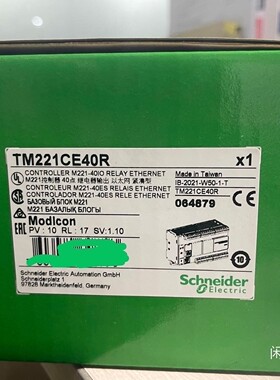 TM221CE40R x1
CONTROLLER M221-40IO RELAY ETHERNET
M221控制器 40点 继电器输出 以太网 紧凑型
CONTROLEUR M221-40ES RELAIS ETHERNET
CONTROLADOR M221-40ES RELE ETHERNET
БАЗОВЫЙ БЛОК M221
M221 БАЗАЛЫҚ БЛОГЫ
Made in Taiwan
IB-2021-W50-1-T
TM221CE40R
064879
Modicon
PV : 10 RL : 17 SV:1.10
Schneider Electric Automation GmbH
Schneiderplatz 1
97828 Marktheidenfeld, Germany
Schneider
Electric
10
闲